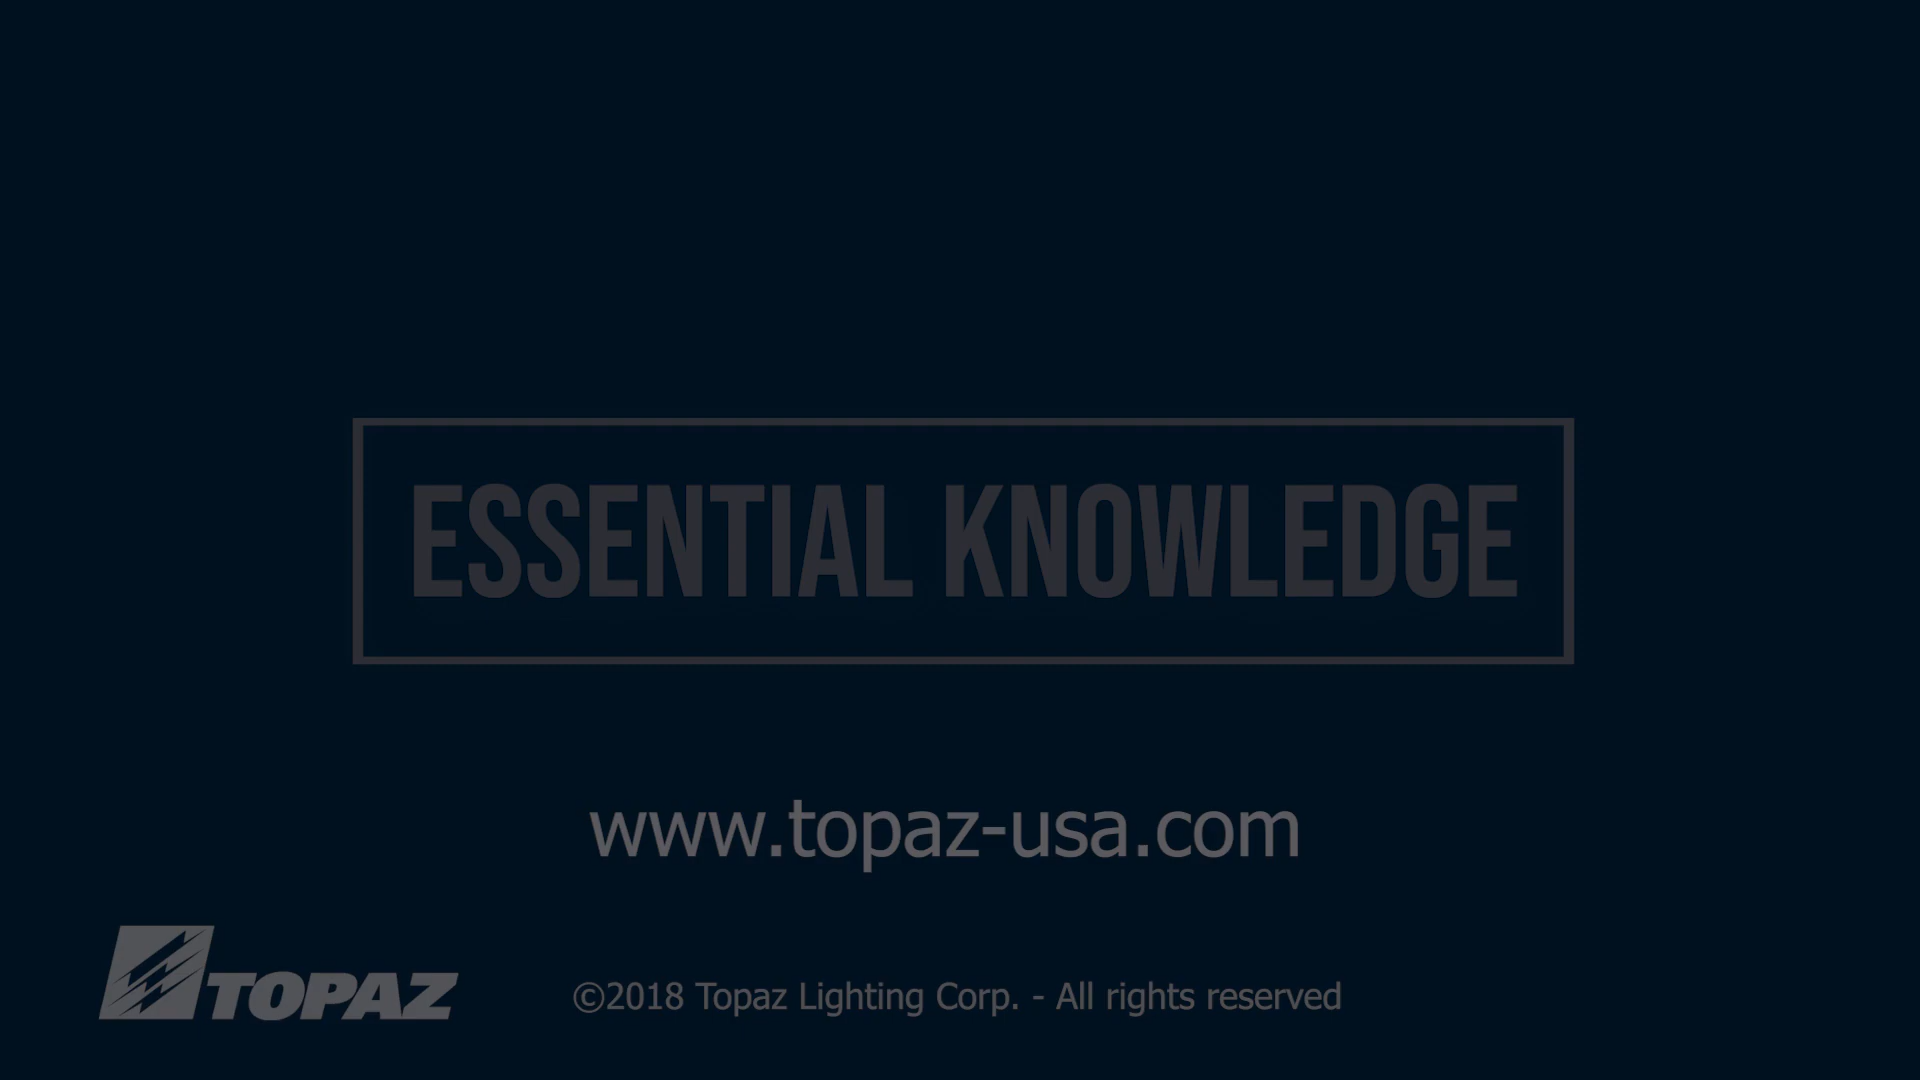 ESSENTIAL KNOWLEDGE
www.topaz-usa.com
TOPAZ
©2018 Topaz Lighting Corp. - All rights reserved